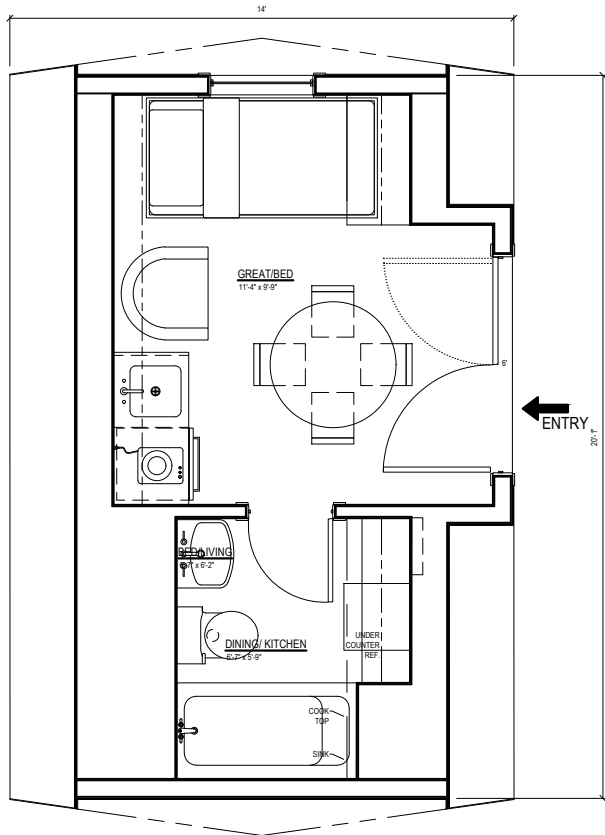 14'
GREAT/BED
11'-4" x 9'-9"
6'
ENTRY
20'-1"
BED/LIVING
7" x 6'-2"
DINING/ KITCHEN
6'-7" x 5'-9"
UNDER
COUNTER
REF.
COOK
TOP
SINK